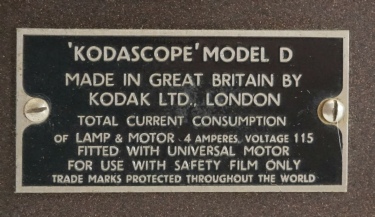 'KODASCOPE' MODEL D
MADE IN GREAT BRITAIN BY
KODAK LTD., LONDON
TOTAL CURRENT CONSUMPTION
OF LAMP & MOTOR · 4 AMPERES. VOLTAGE 115
FITTED WITH UNIVERSAL MOTOR
FOR USE WITH SAFETY FILM ONLY
TRADE MARKS PROTECTED THROUGHOUT THE WORLD